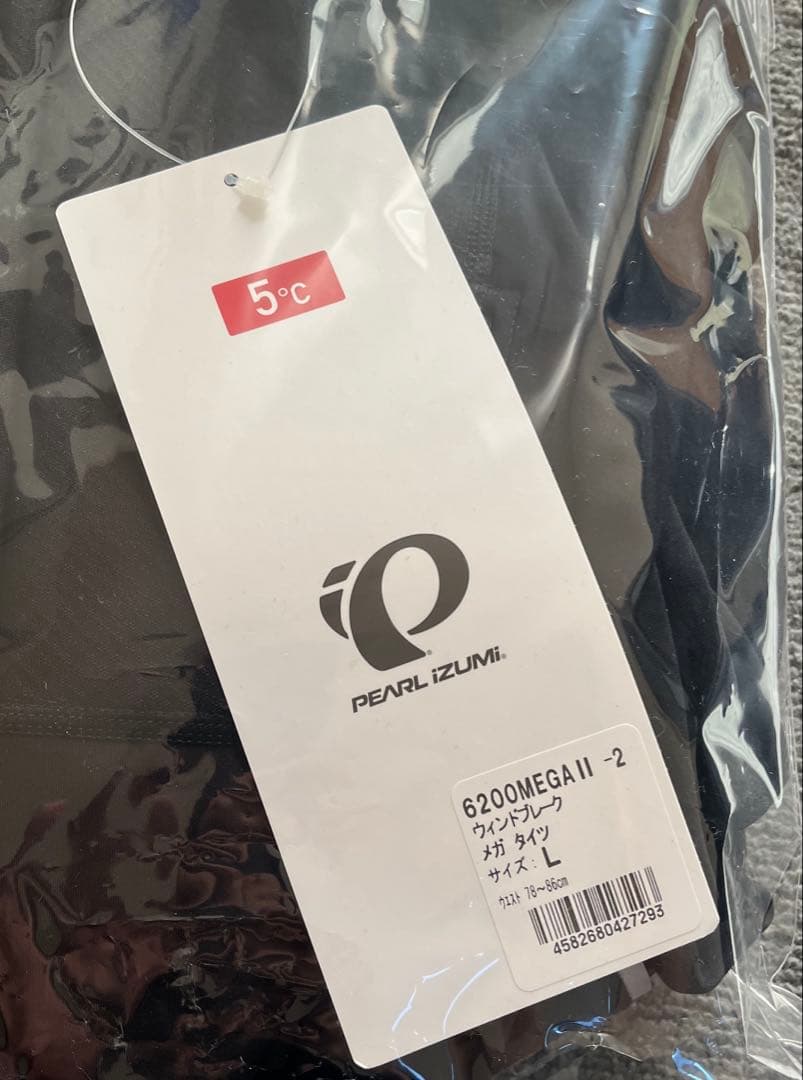 5°C
PEARL iZUMi®
6200MEGAⅡ -2
ウィンドブレーク
メガ タイツ
サイズ: L
ウエスト 78〜86cm
4582680427293